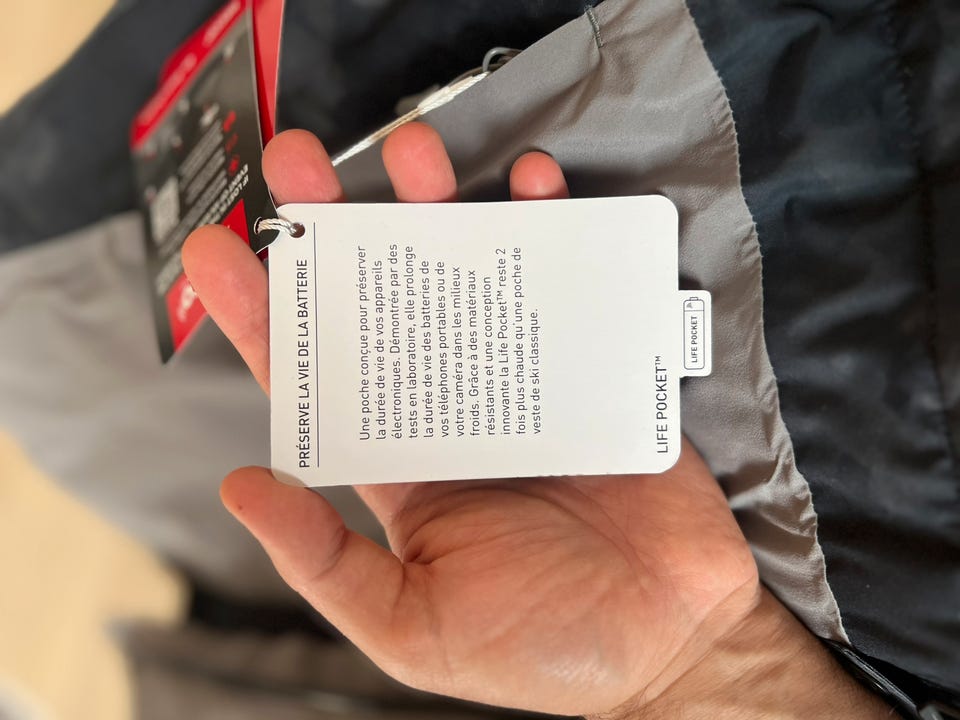 PRÉSERVE LA VIE DE LA BATTERIE
Une poche conçue pour préserver
la durée de vie de vos appareils
électroniques. Démontrée par des
tests en laboratoire, elle prolonge
la durée de vie des batteries de
vos téléphones portables ou de
votre caméra dans les milieux
froids. Grâce à des matériaux
résistants et une conception
innovante la Life Pocket™ reste 2
fois plus chaude qu'une poche de
veste de ski classique.
LIFE POCKET™
LIFE POCKET